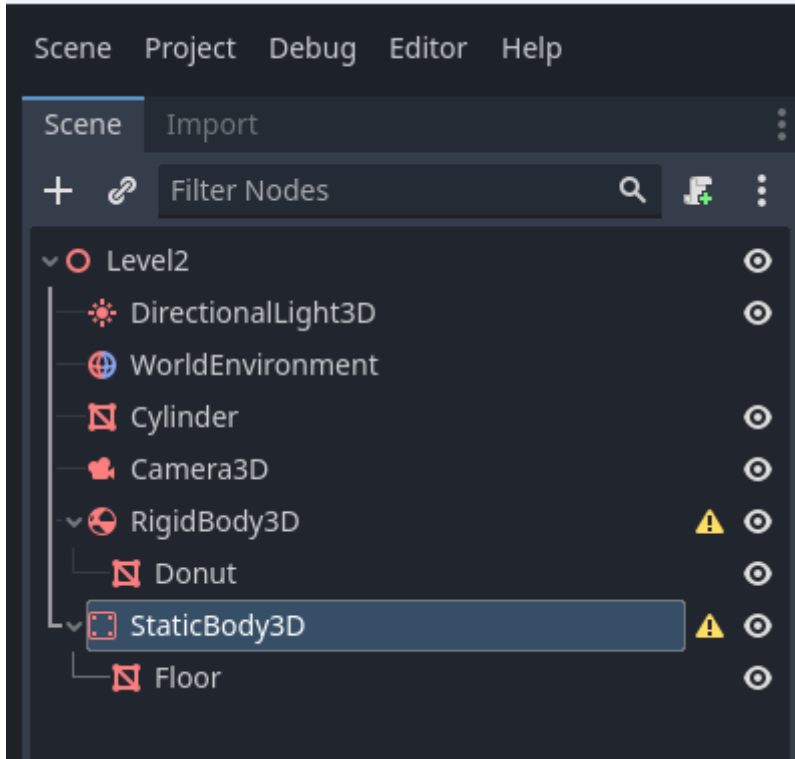 Scene Project Debug Editor Help
Scene Import
Filter Nodes
Level2
DirectionalLight3D
WorldEnvironment
Cylinder
Camera3D
RigidBody3D
Donut
StaticBody3D
Floor